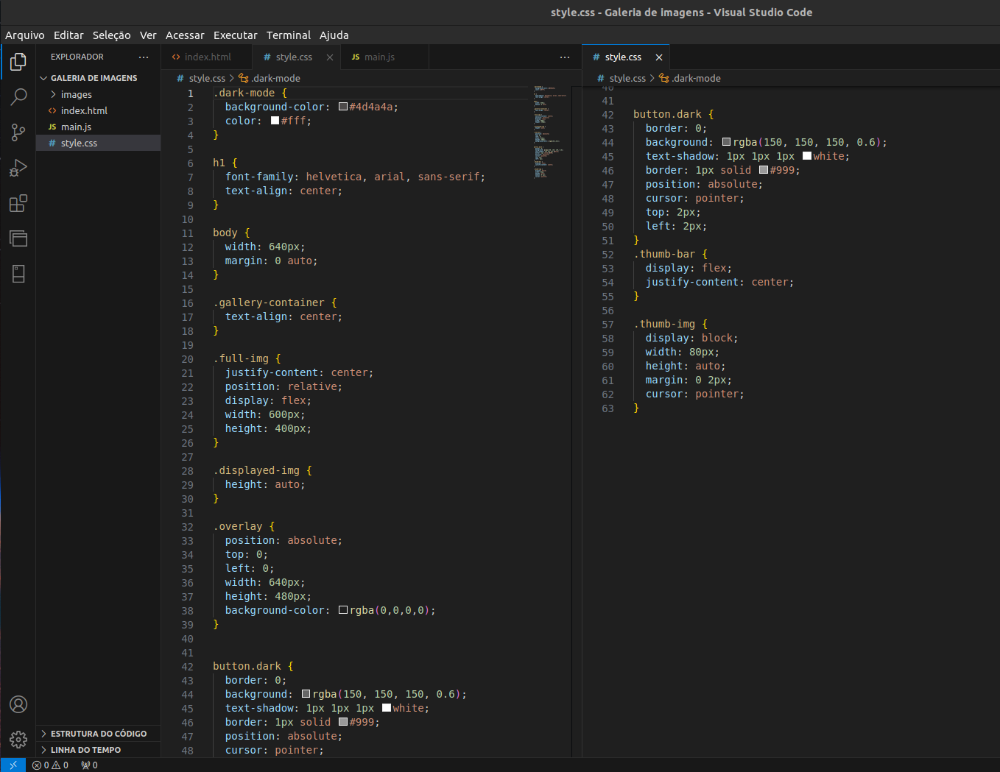 style.css - Galeria de imagens - Visual Studio Code
Arquivo Editar Seleção Ver Acessar Executar Terminal Ajuda
EXPLORADOR ···
GALERIA DE IMAGENS
images
index.html
JS main.js
# style.css
ESTRUTURA DO CÓDIGO
LINHA DO TEMPO
index.html
# style.css
JS main.js
···
# style.css > .dark-mode
1 .dark-mode {
2 background-color: #4d4a4a;
3 color: #fff;
4 }
5
6 h1 {
7 font-family: helvetica, arial, sans-serif;
8 text-align: center;
9 }
10
11 body {
12 width: 640px;
13 margin: 0 auto;
14 }
15
16 .gallery-container {
17 text-align: center;
18 }
19
20 .full-img {
21 justify-content: center;
22 position: relative;
23 display: flex;
24 width: 600px;
25 height: 400px;
26 }
27
28 .displayed-img {
29 height: auto;
30 }
31
32 .overlay {
33 position: absolute;
34 top: 0;
35 left: 0;
36 width: 640px;
37 height: 480px;
38 background-color: rgba(0,0,0,0);
39 }
40
41
42 button.dark {
43 border: 0;
44 background: rgba(150, 150, 150, 0.6);
45 text-shadow: 1px 1px 1px white;
46 border: 1px solid #999;
47 position: absolute;
48 cursor: pointer;
# style.css
# style.css > .dark-mode
40
41
42 button.dark {
43 border: 0;
44 background: rgba(150, 150, 150, 0.6);
45 text-shadow: 1px 1px 1px white;
46 border: 1px solid #999;
47 position: absolute;
48 cursor: pointer;
49 top: 2px;
50 left: 2px;
51 }
52 .thumb-bar {
53 display: flex;
54 justify-content: center;
55 }
56
57 .thumb-img {
58 display: block;
59 width: 80px;
60 height: auto;
61 margin: 0 2px;
62 cursor: pointer;
63 }
0 0 0